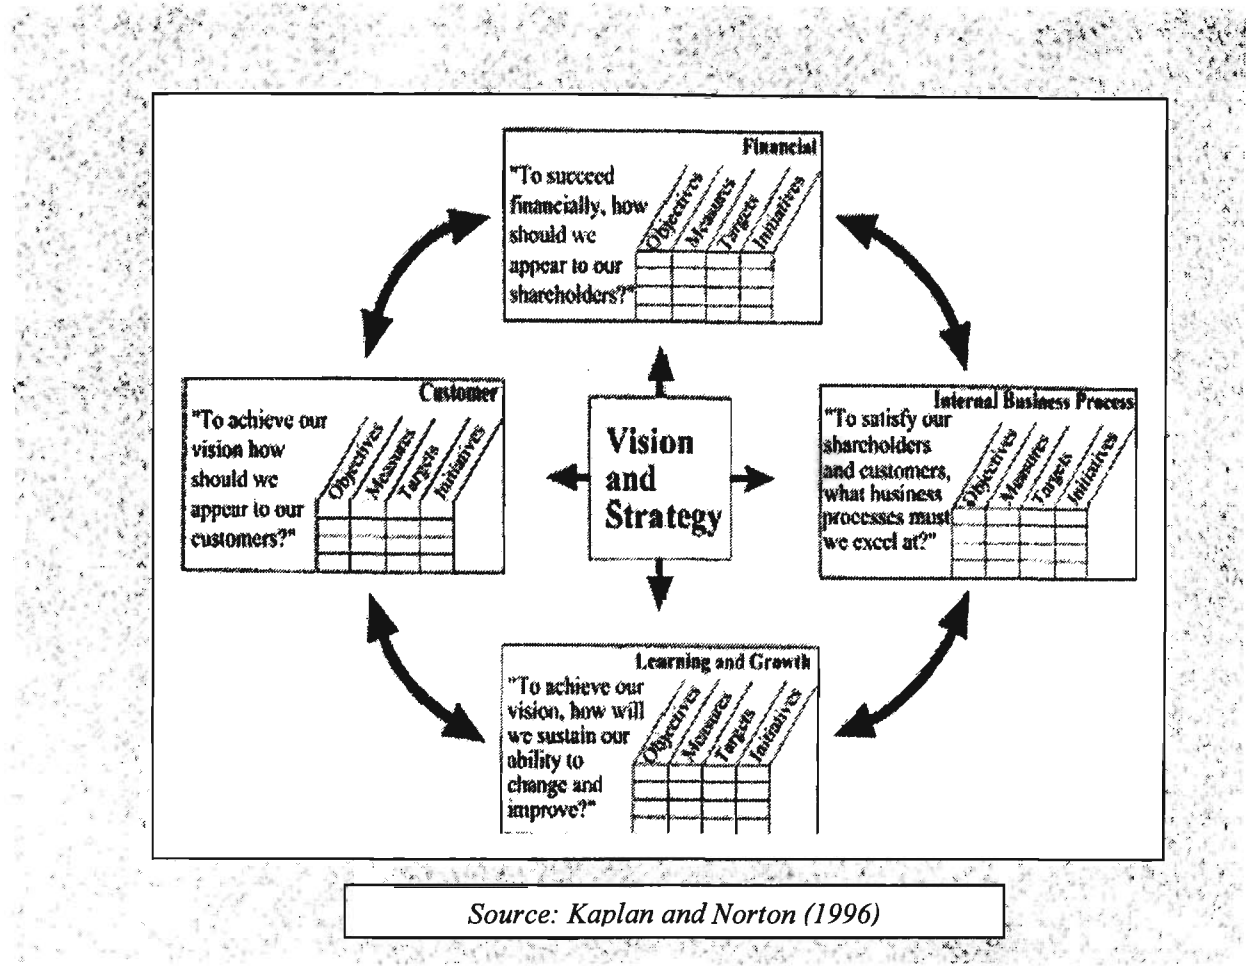 Financial
"To succeed
financially, how
should we
appear to our
shareholders?"
Objectives
Measures
Targets
Initiatives
Customer
"To achieve our
vision how
should we
appear to our
customers?"
Objectives
Measures
Targets
Initiatives
Vision
and
Strategy
Internal Business Process
"To satisfy our
shareholders
and customers,
what business
processes must
we excel at?"
Objectives
Measures
Targets
Initiatives
Learning and Growth
"To achieve our
vision, how will
we sustain our
ability to
change and
improve?"
Objectives
Measures
Targets
Initiatives
Source: Kaplan and Norton (1996)